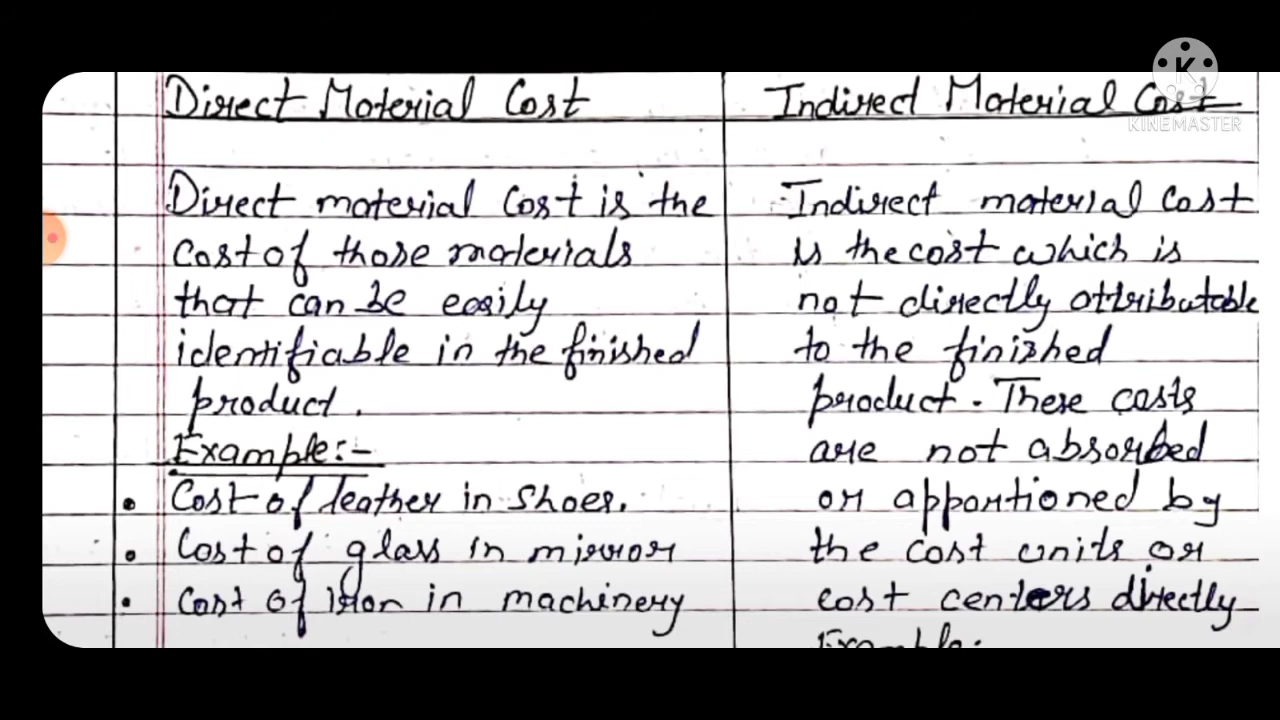 Direct Material Cost
Direct material cost is the
cost of those materials
that can be easily
identifiable in the finished
product.
Example:-
• Cost of leather in shoes.
• Cost of glass in mirror
• Cost of Iron in machinery
Indirect Material Cost
Indirect material cost
is the cost which is
not directly attributable
to the finished
product. These costs
are not absorbed
or apportioned by
the cost units or
cost centers directly
Example:
K
KINEMASTER